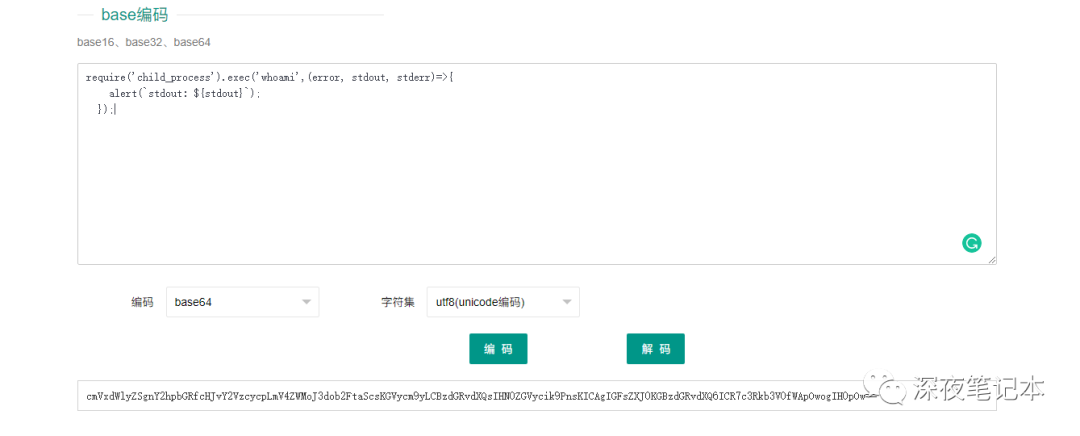 base编码
base16、base32、base64
require('child_process').exec('whoami',(error, stdout, stderr)=>{
alert(`stdout: ${stdout}`);
});
编码 base64 字符集 utf8(unicode编码)
编 码 解 码
cmVxdWlyZSgnY2hpbGRfcHJvY2VzcycpLmV4ZWMoJ3dob2FtaScsKGVycm9yLCBzdGRvdXQsIHN0ZGVycik9PnsKICAgIGFsZXJ0KGBzdGRvdXQ6ICR7c3Rkb3V0fWApOwogIH0pOw==
深夜笔记本